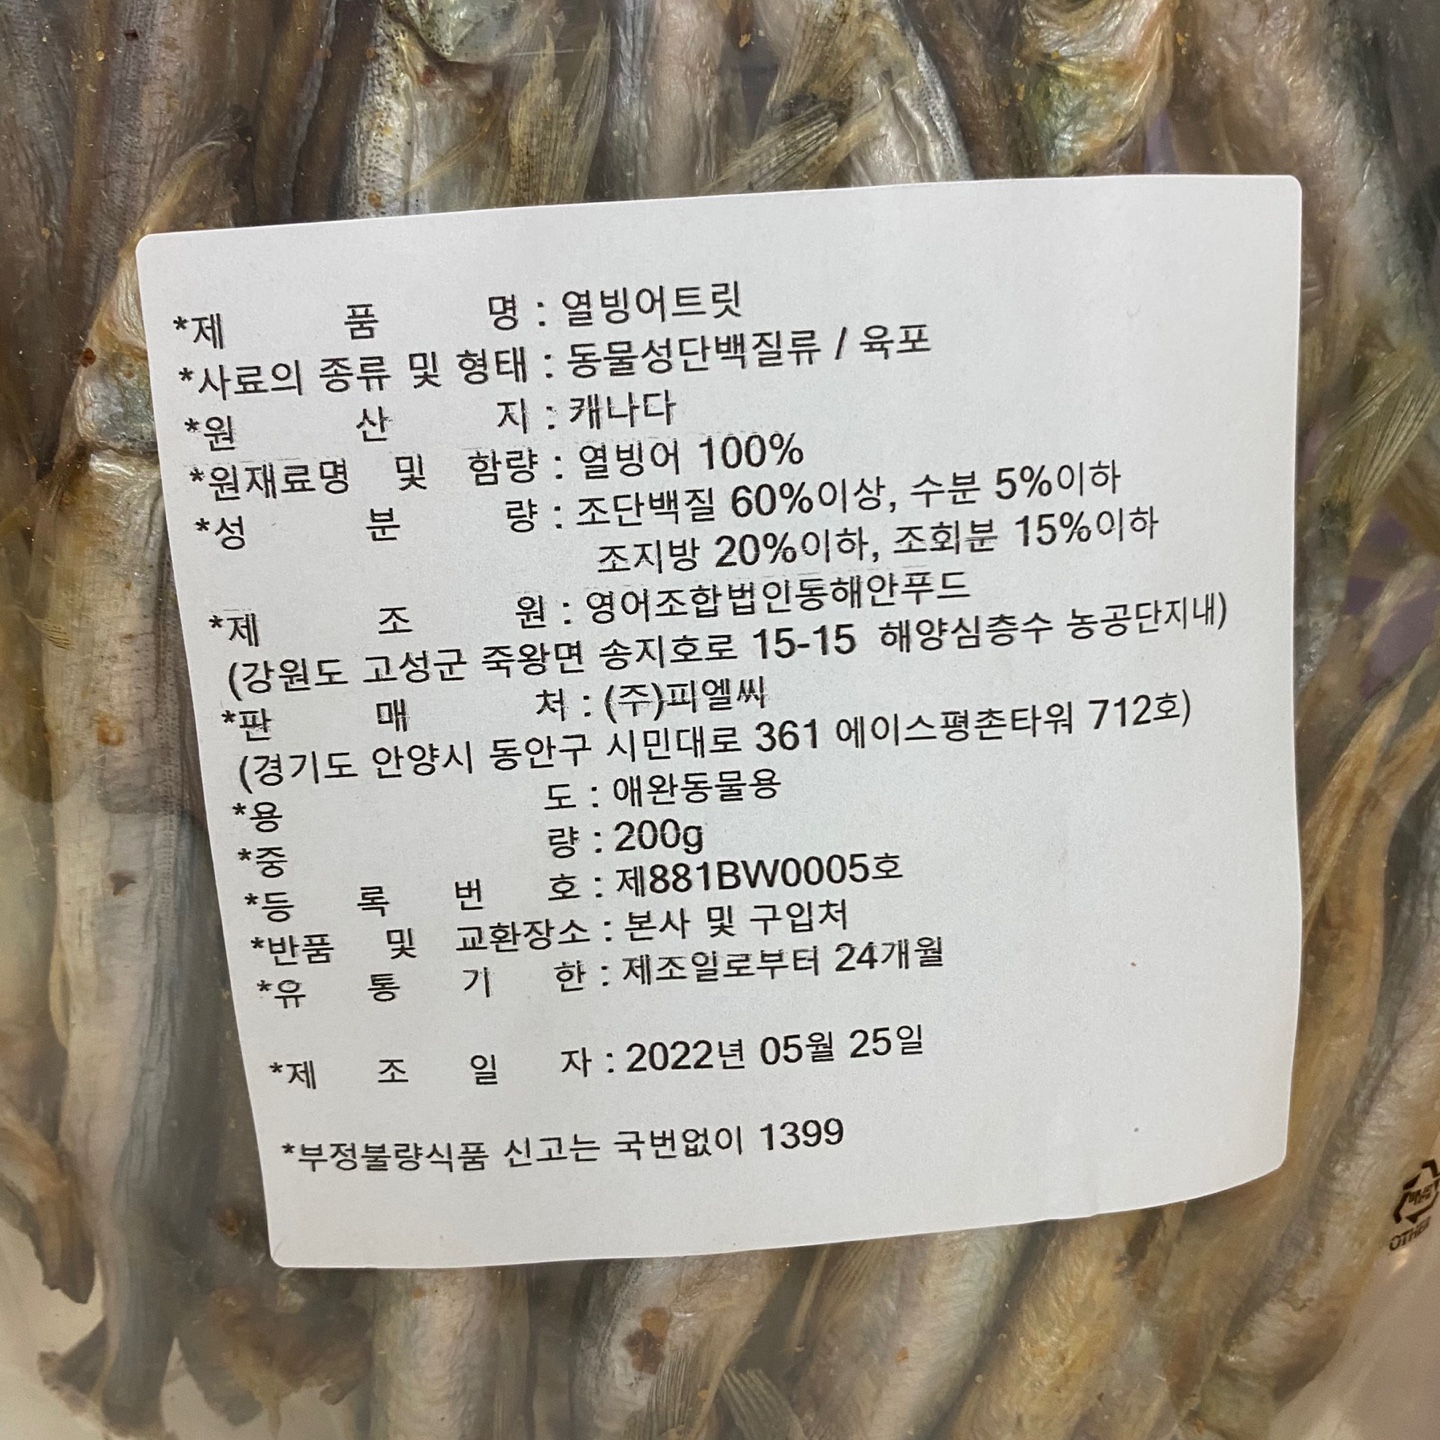 *제 품 명 : 열빙어트릿
*사료의 종류 및 형태 : 동물성단백질류 / 육포
*원 산 지 : 캐나다
*원재료명 및 함량 : 열빙어 100%
*성 분 량 : 조단백질 60%이상, 수분 5%이하
조지방 20%이하, 조회분 15%이하
*제 조 원 : 영어조합법인동해안푸드
(강원도 고성군 죽왕면 송지호로 15-15 해양심층수 농공단지내)
*판 매 처 : (주)피엘씨
(경기도 안양시 동안구 시민대로 361 에이스평촌타워 712호)
*용 도 : 애완동물용
*중 량 : 200g
*등 록 번 호 : 제881BW0005호
*반품 및 교환장소 : 본사 및 구입처
*유 통 기 한 : 제조일로부터 24개월
*제 조 일 자 : 2022년 05월 25일
*부정불량식품 신고는 국번없이 1399
OTHER